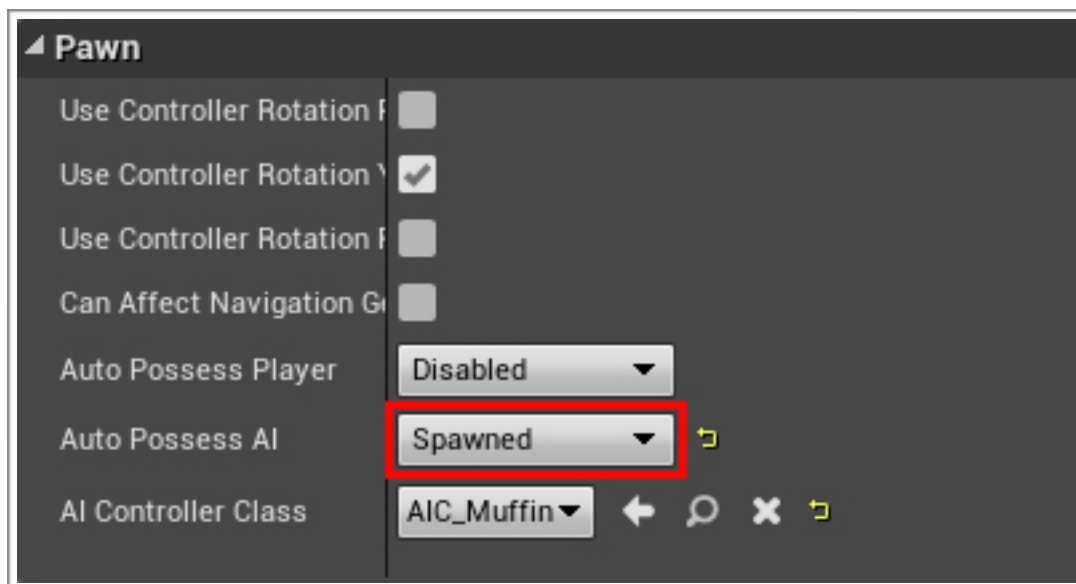 Pawn
Use Controller Rotation P
Use Controller Rotation Y
Use Controller Rotation R
Can Affect Navigation Ge
Auto Possess Player Disabled
Auto Possess AI Spawned
AI Controller Class AIC_Muffin